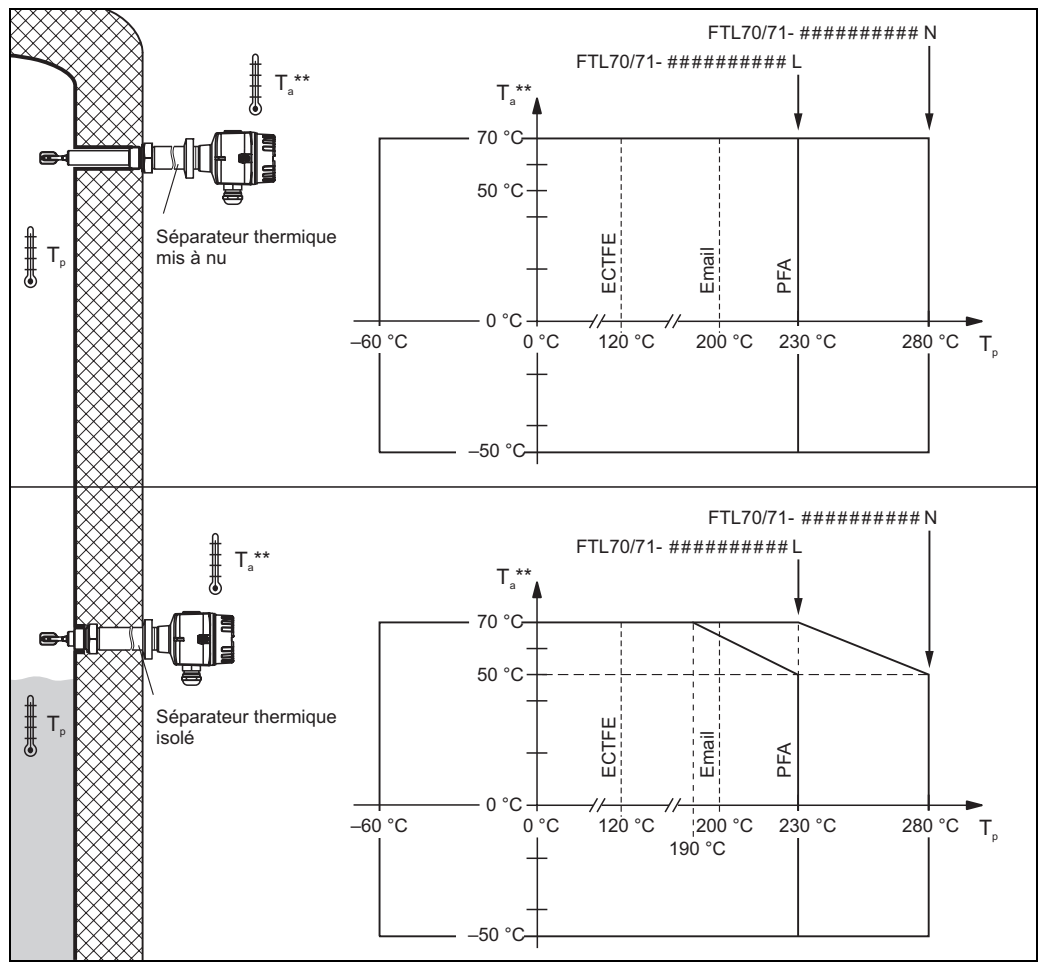 FTL70/71- ########## N
FTL70/71- ########## L
Ta**
Ta**
70 °C
50 °C
Séparateur thermique
mis à nu
Tp
ECTFE
Email
PFA
0 °C
–60 °C
0 °C
120 °C
200 °C
230 °C
280 °C
Tp
–50 °C
FTL70/71- ########## N
FTL70/71- ########## L
Ta**
Ta**
70 °C
50 °C
Séparateur thermique
isolé
Tp
ECTFE
Email
PFA
0 °C
–60 °C
0 °C
120 °C
200 °C
230 °C
280 °C
Tp
190 °C
–50 °C